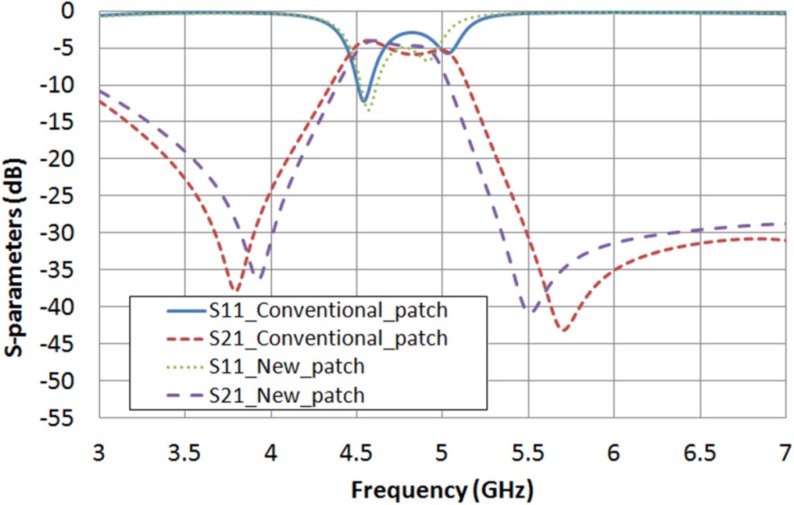 0
-5
-10
-15
-20
-25
-30
-35
-40
-45
-50
-55
S-parameters (dB)
S11_Conventional_patch
S21_Conventional_patch
S11_New_patch
S21_New_patch
3 3.5 4 4.5 5 5.5 6 6.5 7
Frequency (GHz)